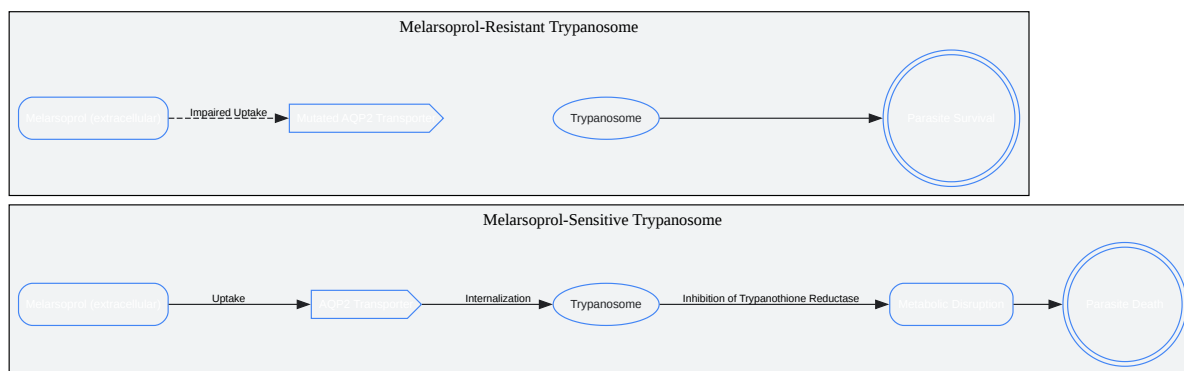 Melarsoprol-Resistant Trypanosome
Melarsoprol (extracellular)
Impaired Uptake
Mutated AQP2 Transporter
Trypanosome
Parasite Survival
Melarsoprol-Sensitive Trypanosome
Melarsoprol (extracellular)
Uptake
AQP2 Transporter
Internalization
Trypanosome
Inhibition of Trypanothione Reductase
Metabolic Disruption
Parasite Death